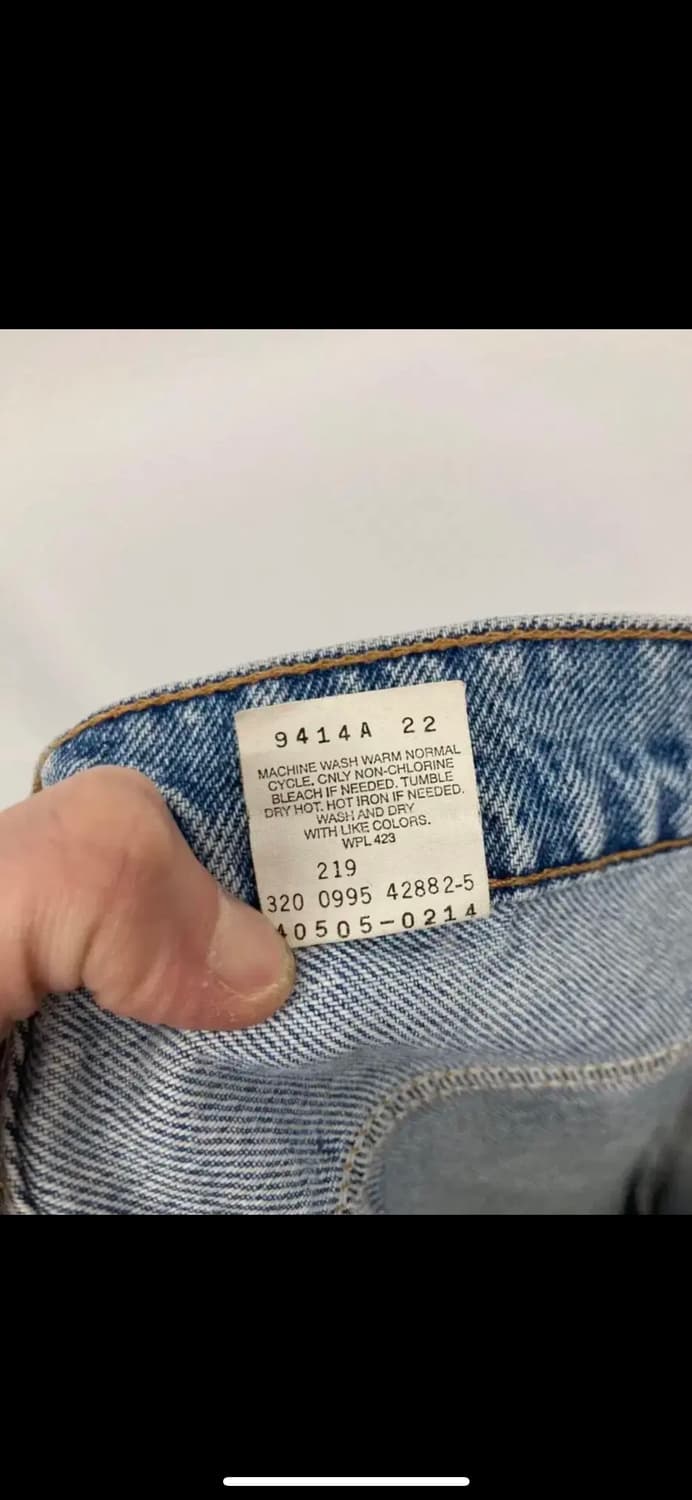 9414A 22
MACHINE WASH WARM NORMAL
CYCLE, ONLY NON-CHLORINE
BLEACH IF NEEDED. TUMBLE
DRY HOT. HOT IRON IF NEEDED.
WASH AND DRY
WITH LIKE COLORS.
WPL 423
219
320 0995 42882-5
40505-0214